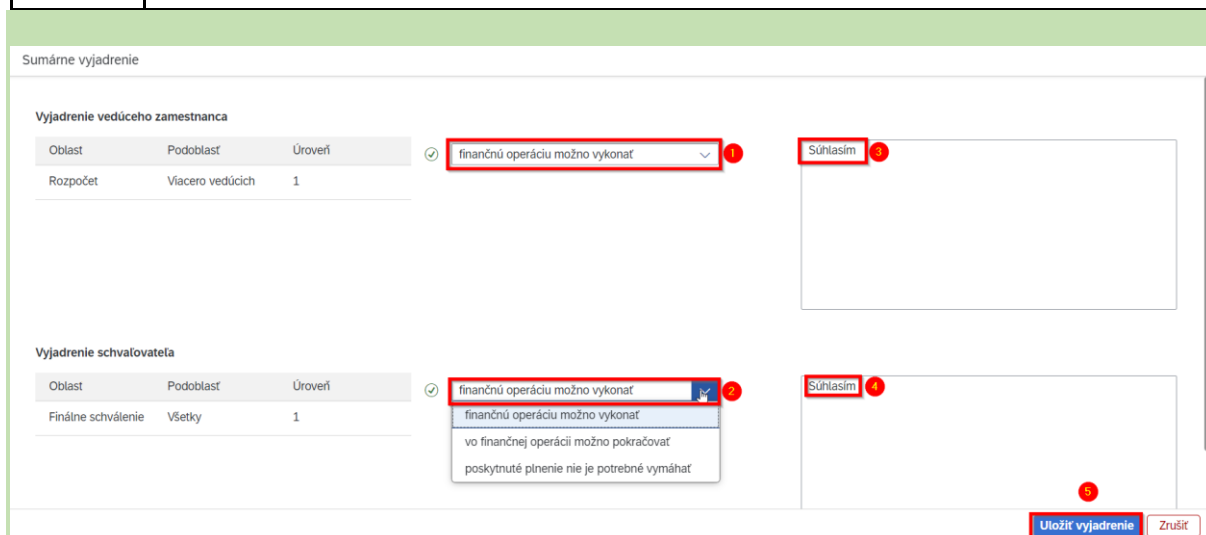 Sumárne vyjadrenie
Vyjadrenie vedúceho zamestnanca
Oblast Podoblasť Úroveň
finančnú operáciu možno vykonať 1
Súhlasím 3
Rozpočet Viacero vedúcich 1
Vyjadrenie schvaľovateľa
Oblast Podoblasť Úroveň
finančnú operáciu možno vykonať 2
Súhlasím 4
Finálne schválenie Všetky 1
finančnú operáciu možno vykonať
vo finančnej operácii možno pokračovať
poskytnuté plnenie nie je potrebné vymáhať
5
Uložiť vyjadrenie Zrušiť